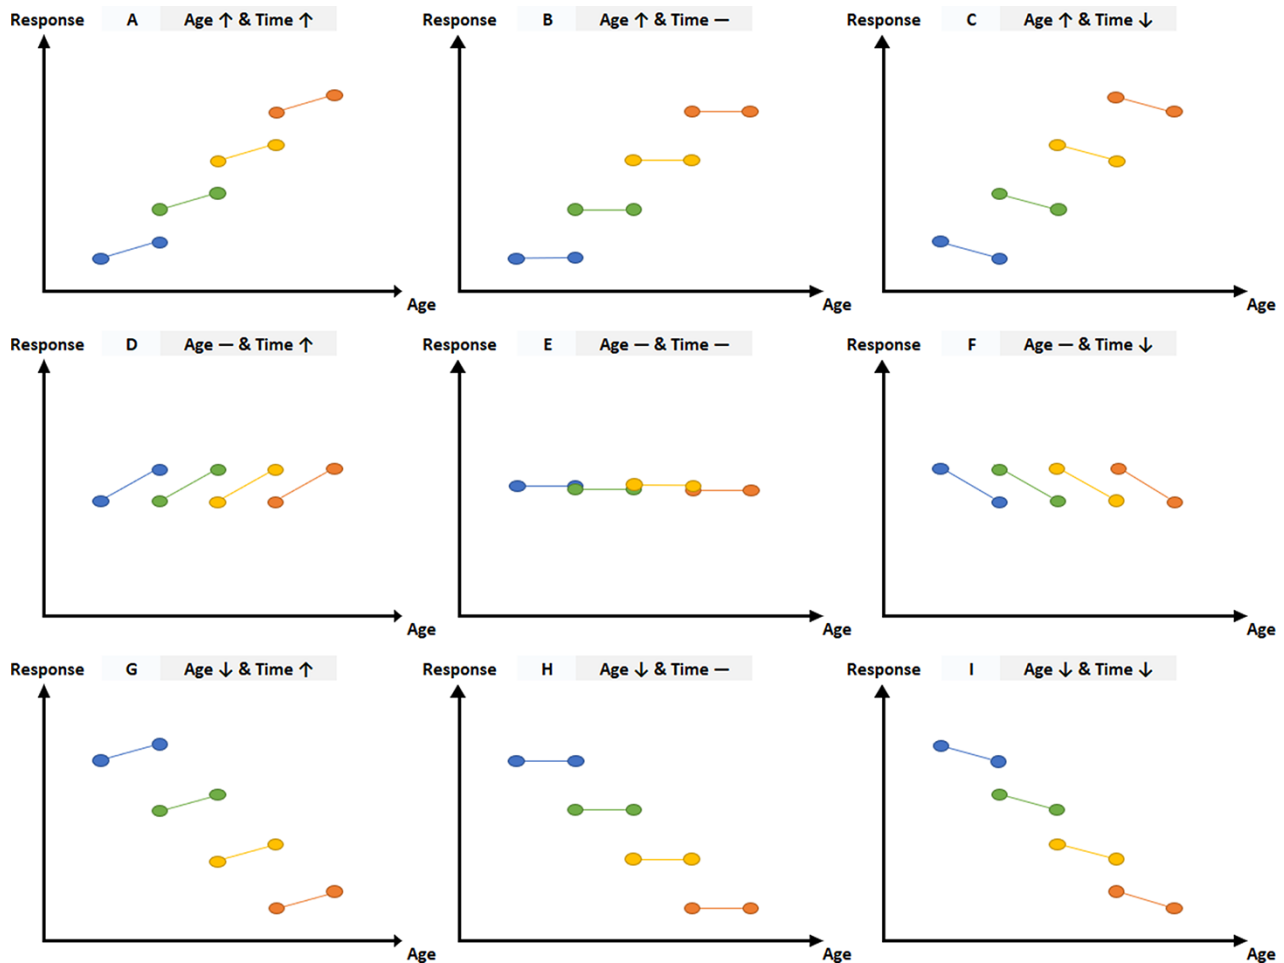 Response A Age ↑ & Time ↑
Response B Age ↑ & Time —
Response C Age ↑ & Time ↓
Age
Age
Age
Response D Age — & Time ↑
Response E Age — & Time —
Response F Age — & Time ↓
Age
Age
Age
Response G Age ↓ & Time ↑
Response H Age ↓ & Time —
Response I Age ↓ & Time ↓
Age
Age
Age